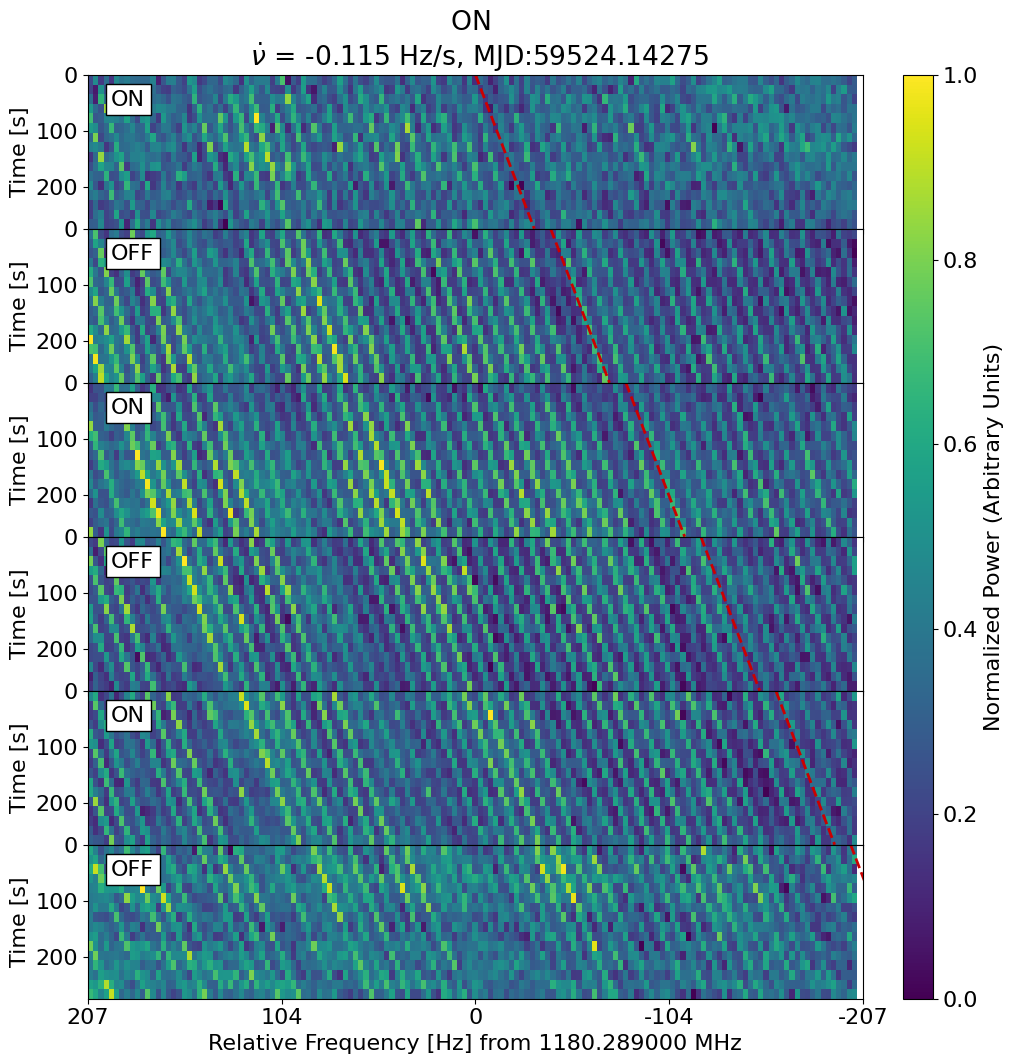 ON
ν̇ = -0.115 Hz/s, MJD:59524.14275
0
100
200
Time [s]
ON
0
100
200
Time [s]
OFF
0
100
200
Time [s]
ON
0
100
200
Time [s]
OFF
0
100
200
Time [s]
ON
0
100
200
Time [s]
OFF
207
104
0
-104
-207
Relative Frequency [Hz] from 1180.289000 MHz
1.0
0.8
0.6
0.4
0.2
0.0
Normalized Power (Arbitrary Units)